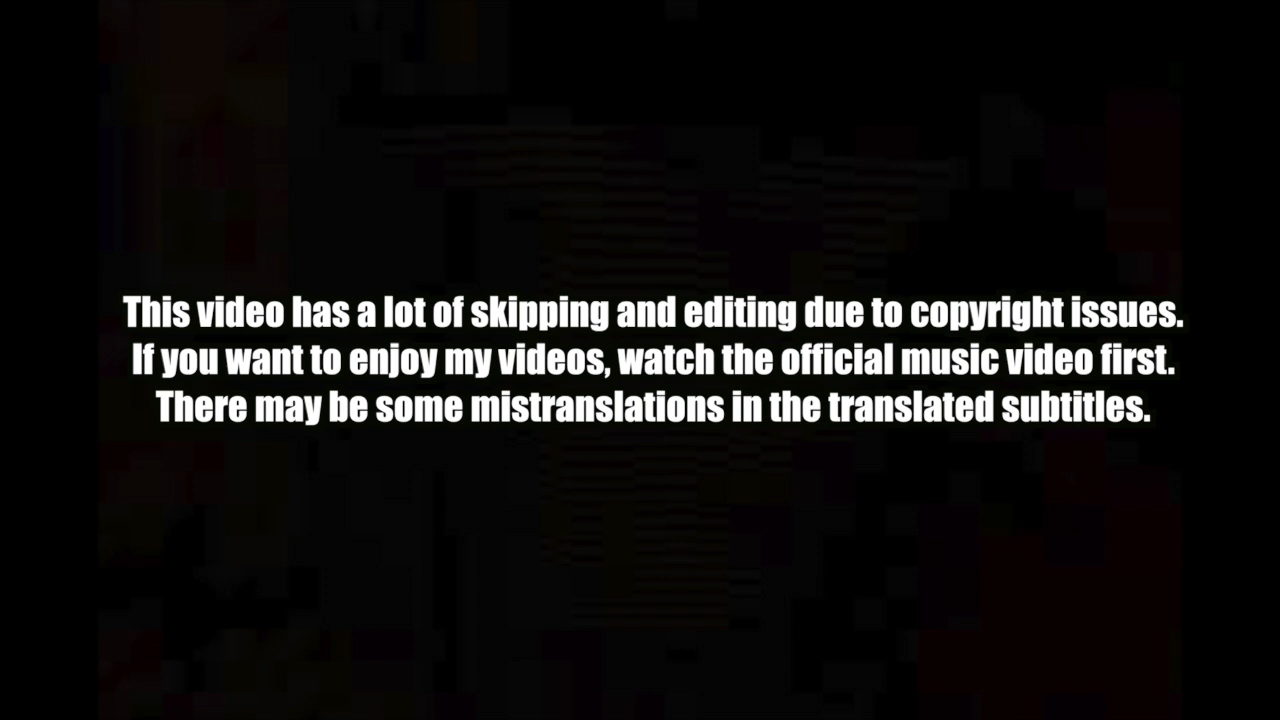 This video has a lot of skipping and editing due to copyright issues.
If you want to enjoy my videos, watch the official music video first.
There may be some mistranslations in the translated subtitles.